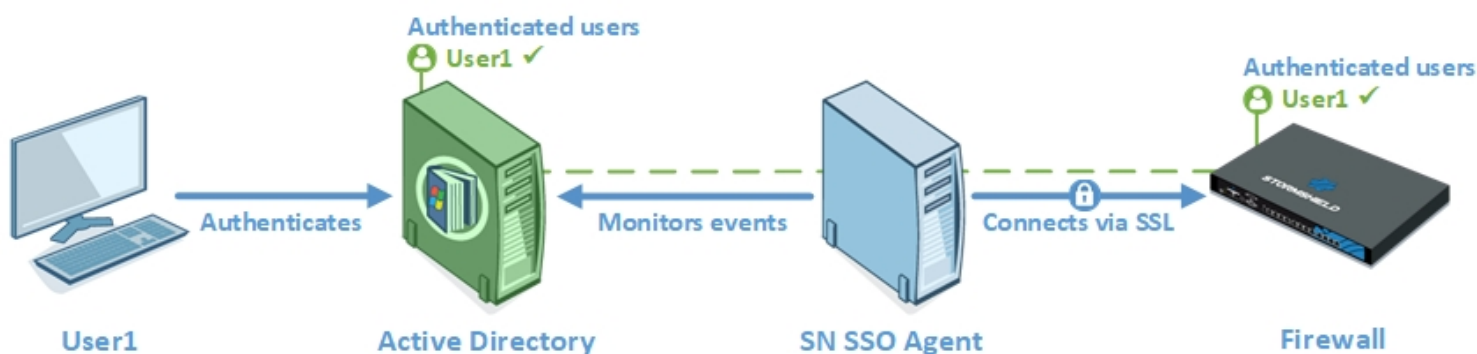 Authenticated users
User1 ✓
Authenticated users
User1 ✓
STORMSHIELD
Authenticates
Monitors events
Connects via SSL
User1
Active Directory
SN SSO Agent
Firewall